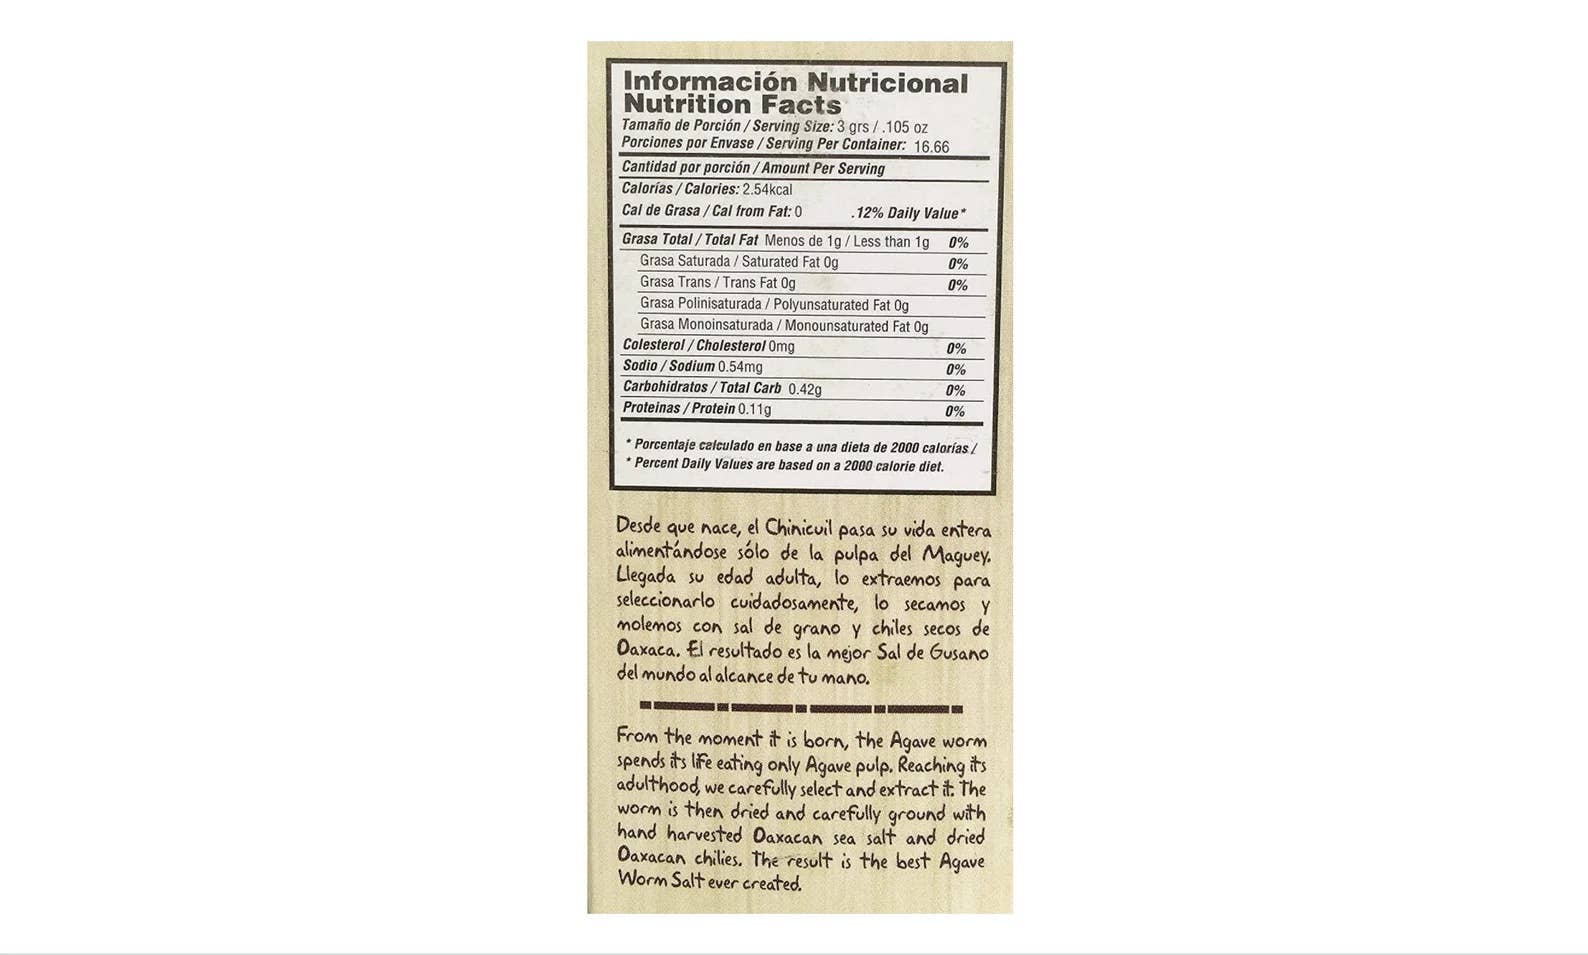 Información Nutricional
Nutrition Facts
Tamaño de Porción / Serving Size: 3 grs / .105 oz
Porciones por Envase / Serving Per Container: 16.66
Cantidad por porción / Amount Per Serving
Calorías / Calories: 2.54kcal
Cal de Grasa / Cal from Fat: 0 .12% Daily Value*
Grasa Total / Total Fat Menos de 1g / Less than 1g 0%
Grasa Saturada / Saturated Fat 0g 0%
Grasa Trans / Trans Fat 0g 0%
Grasa Polinisaturada / Polyunsaturated Fat 0g
Grasa Monoinsaturada / Monounsaturated Fat 0g
Colesterol / Cholesterol 0mg 0%
Sodio / Sodium 0.54mg 0%
Carbohidratos / Total Carb 0.42g 0%
Proteinas / Protein 0.11g 0%
* Porcentaje calculado en base a una dieta de 2000 calorías /
* Percent Daily Values are based on a 2000 calorie diet.
Desde que nace, el Chinicuil pasa su vida entera
alimentándose sólo de la pulpa del Maguey.
Llegada su edad adulta, lo extraemos para
seleccionarlo cuidadosamente, lo secamos y
molemos con sal de grano y chiles secos de
Oaxaca. El resultado es la mejor Sal de Gusano
del mundo al alcance de tu mano.
From the moment it is born, the Agave worm
spends its life eating only Agave pulp. Reaching its
adulthood, we carefully select and extract it. The
worm is then dried and carefully ground with
hand harvested Oaxacan sea salt and dried
Oaxacan chilies. The result is the best Agave
Worm Salt ever created.